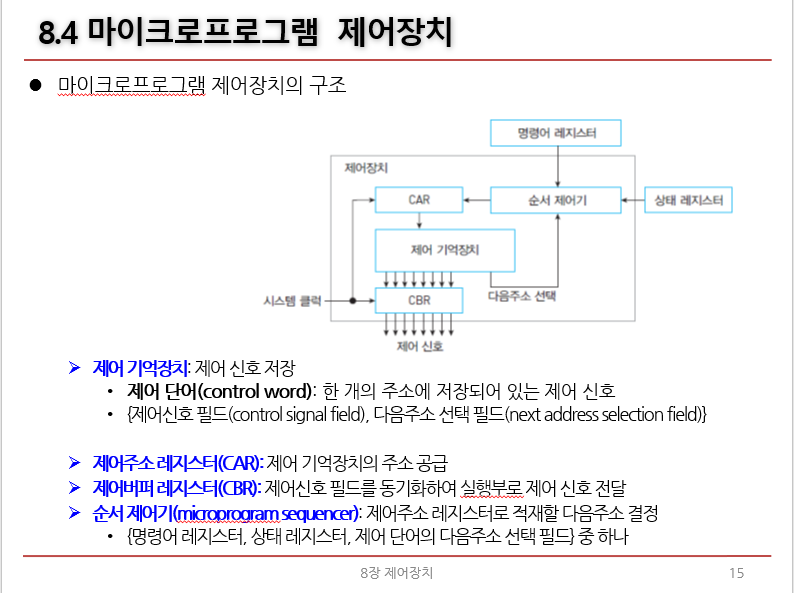 8.4 마이크로프로그램 제어장치
● 마이크로프로그램 제어장치의 구조
명령어 레지스터
제어장치
CAR
순서 제어기
상태 레지스터
제어 기억장치
시스템 클럭
CBR
다음주소 선택
제어 신호
➢ 제어 기억장치: 제어 신호 저장
• 제어 단어(control word): 한 개의 주소에 저장되어 있는 제어 신호
• {제어신호 필드(control signal field), 다음주소 선택 필드(next address selection field)}
➢ 제어주소 레지스터(CAR): 제어 기억장치의 주소 공급
➢ 제어버퍼 레지스터(CBR): 제어신호 필드를 동기화하여 실행부로 제어 신호 전달
➢ 순서 제어기(microprogram sequencer): 제어주소 레지스터로 적재할 다음주소 결정
• {명령어 레지스터, 상태 레지스터, 제어 단어의 다음주소 선택 필드} 중 하나
8장 제어장치
15